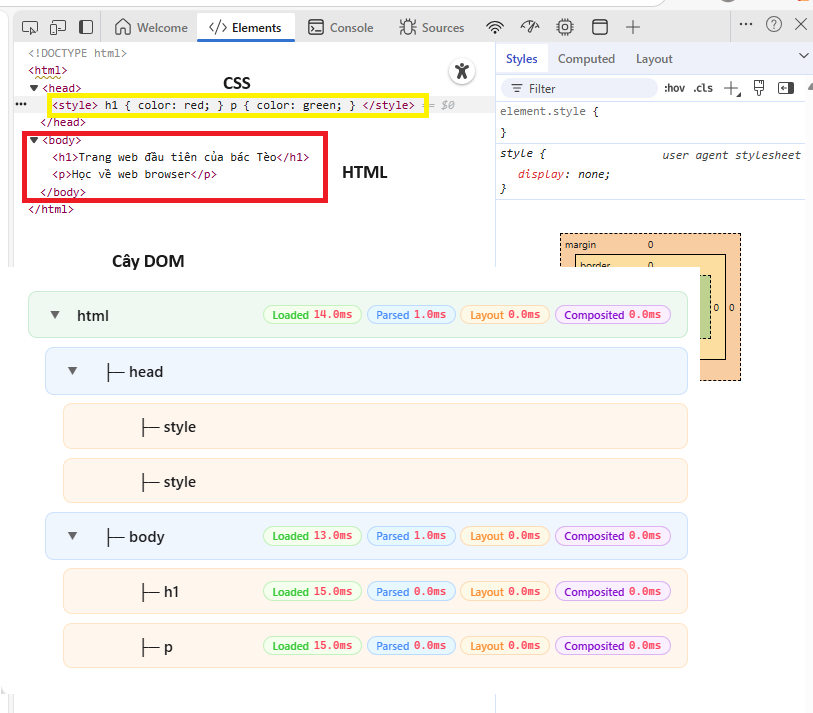 Welcome </> Elements Console Sources
<!DOCTYPE html>
<html>
▼ <head>
CSS
••• <style> h1 { color: red; } p { color: green; } </style> == $0
</head>
▼ <body>
<h1>Trang web đầu tiên của bác Tèo</h1>
<p>Học về web browser</p>
</body>
</html>
HTML
Styles Computed Layout
Filter :hov .cls
element.style {
}
style { user agent stylesheet
display: none;
}
margin 0
border 0
0 0
0
Cây DOM
▼ html Loaded 14.0ms Parsed 1.0ms Layout 0.0ms Composited 0.0ms
▼ ├─ head
├─ style
├─ style
▼ ├─ body Loaded 13.0ms Parsed 1.0ms Layout 0.0ms Composited 0.0ms
├─ h1 Loaded 15.0ms Parsed 0.0ms Layout 0.0ms Composited 0.0ms
├─ p Loaded 15.0ms Parsed 0.0ms Layout 0.0ms Composited 0.0ms